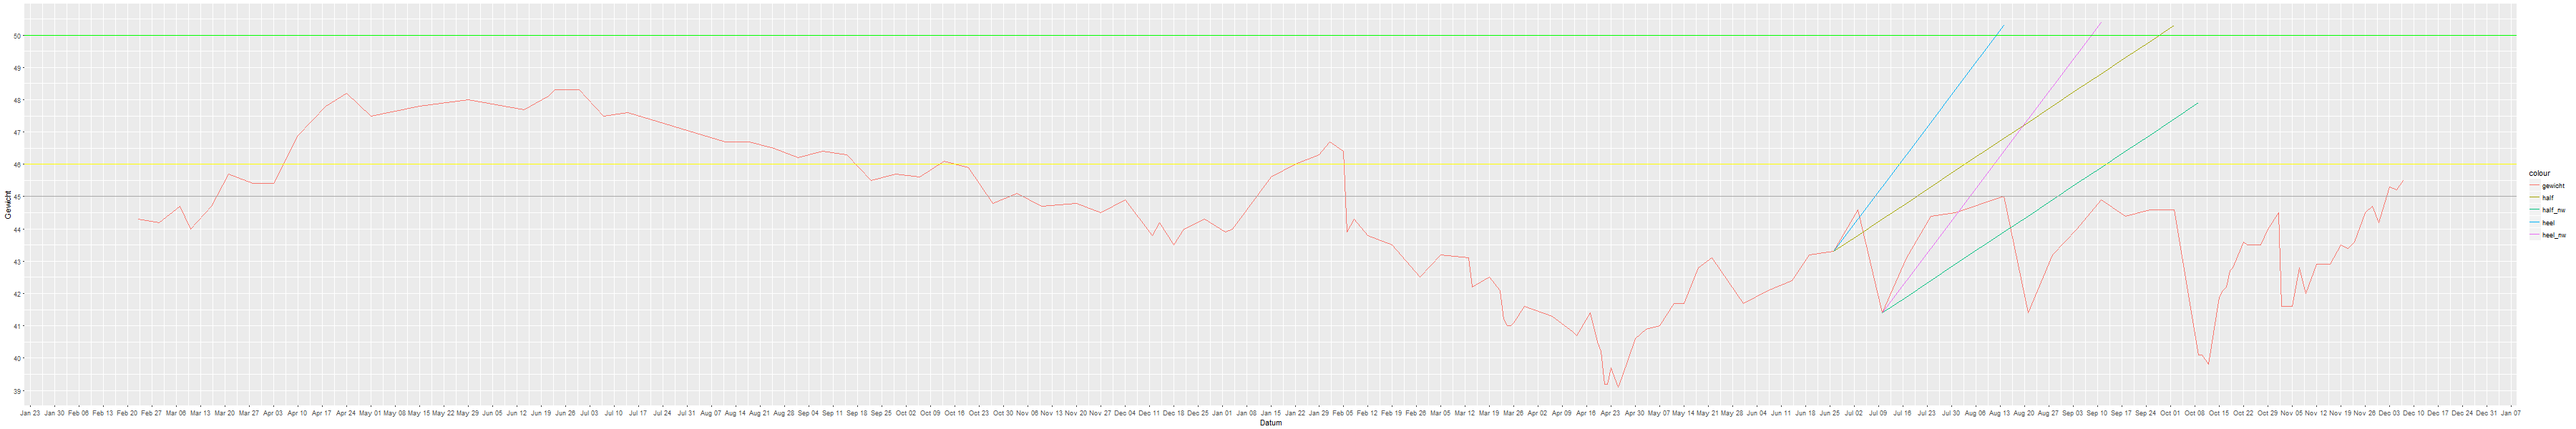 50
49
48
47
46
45
44
43
42
41
40
39
Gewicht
Jan 23 Jan 30 Feb 06 Feb 13 Feb 20 Feb 27 Mar 06 Mar 13 Mar 20 Mar 27 Apr 03 Apr 10 Apr 17 Apr 24 May 01 May 08 May 15 May 22 May 29 Jun 05 Jun 12 Jun 19 Jun 26 Jul 03 Jul 10 Jul 17 Jul 24 Jul 31 Aug 07 Aug 14 Aug 21 Aug 28 Sep 04 Sep 11 Sep 18 Sep 25 Oct 02 Oct 09 Oct 16 Oct 23 Oct 30 Nov 06 Nov 13 Nov 20 Nov 27 Dec 04 Dec 11 Dec 18 Dec 25 Jan 01 Jan 08 Jan 15 Jan 22 Jan 29 Feb 05 Feb 12 Feb 19 Feb 26 Mar 05 Mar 12 Mar 19 Mar 26 Apr 02 Apr 09 Apr 16 Apr 23 Apr 30 May 07 May 14 May 21 May 28 Jun 04 Jun 11 Jun 18 Jun 25 Jul 02 Jul 09 Jul 16 Jul 23 Jul 30 Aug 06 Aug 13 Aug 20 Aug 27 Sep 03 Sep 10 Sep 17 Sep 24 Oct 01 Oct 08 Oct 15 Oct 22 Oct 29 Nov 05 Nov 12 Nov 19 Nov 26 Dec 03 Dec 10 Dec 17 Dec 24 Dec 31 Jan 07
Datum
colour
gewicht
half
half_nw
heel
heel_nw